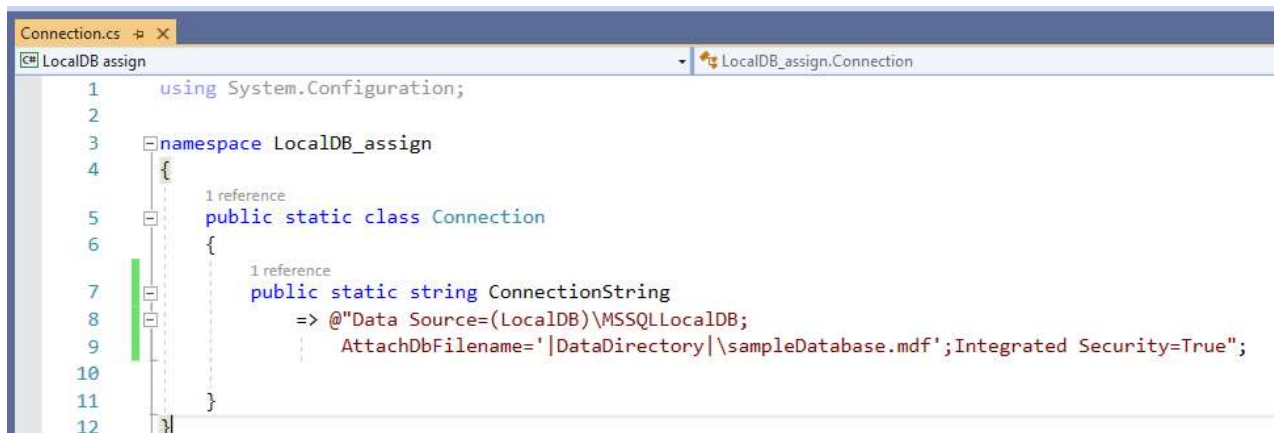 Connection.cs
LocalDB assign LocalDB_assign.Connection
1 using System.Configuration;
2
3 namespace LocalDB_assign
4 {
1 reference
5 public static class Connection
6 {
1 reference
7 public static string ConnectionString
8 => @"Data Source=(LocalDB)\MSSQLLocalDB;
9 AttachDbFilename='|DataDirectory|\sampleDatabase.mdf';Integrated Security=True";
10
11 }
12 }